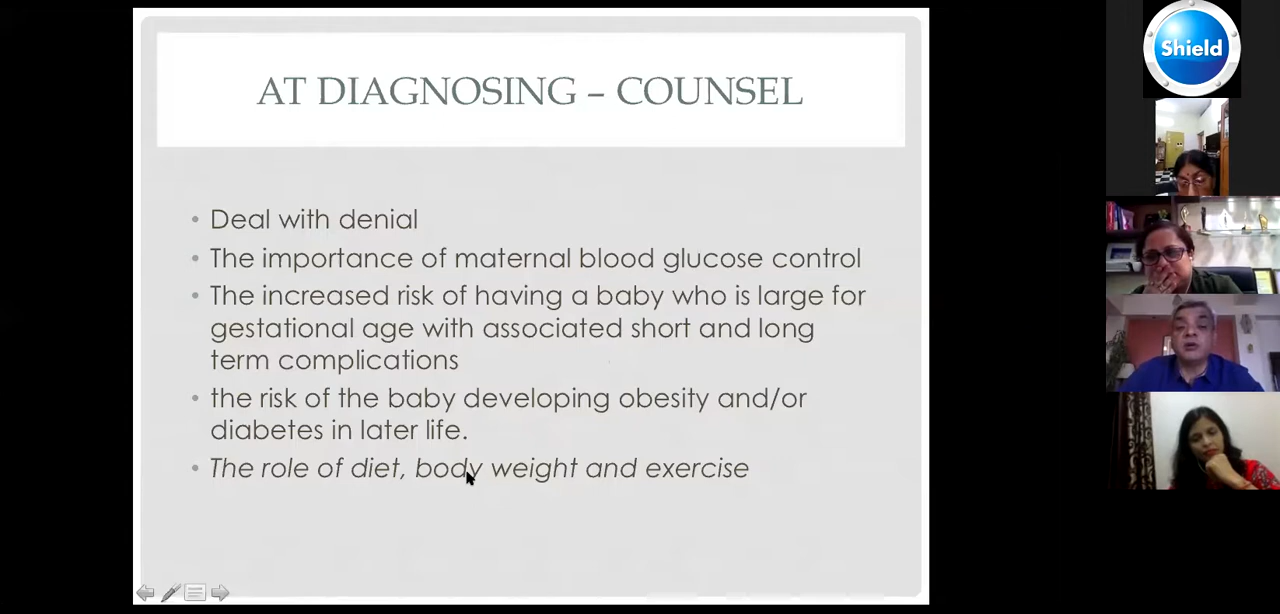 AT DIAGNOSING – COUNSEL
• Deal with denial
• The importance of maternal blood glucose control
• The increased risk of having a baby who is large for
gestational age with associated short and long
term complications
• the risk of the baby developing obesity and/or
diabetes in later life.
• The role of diet, body weight and exercise
Shield